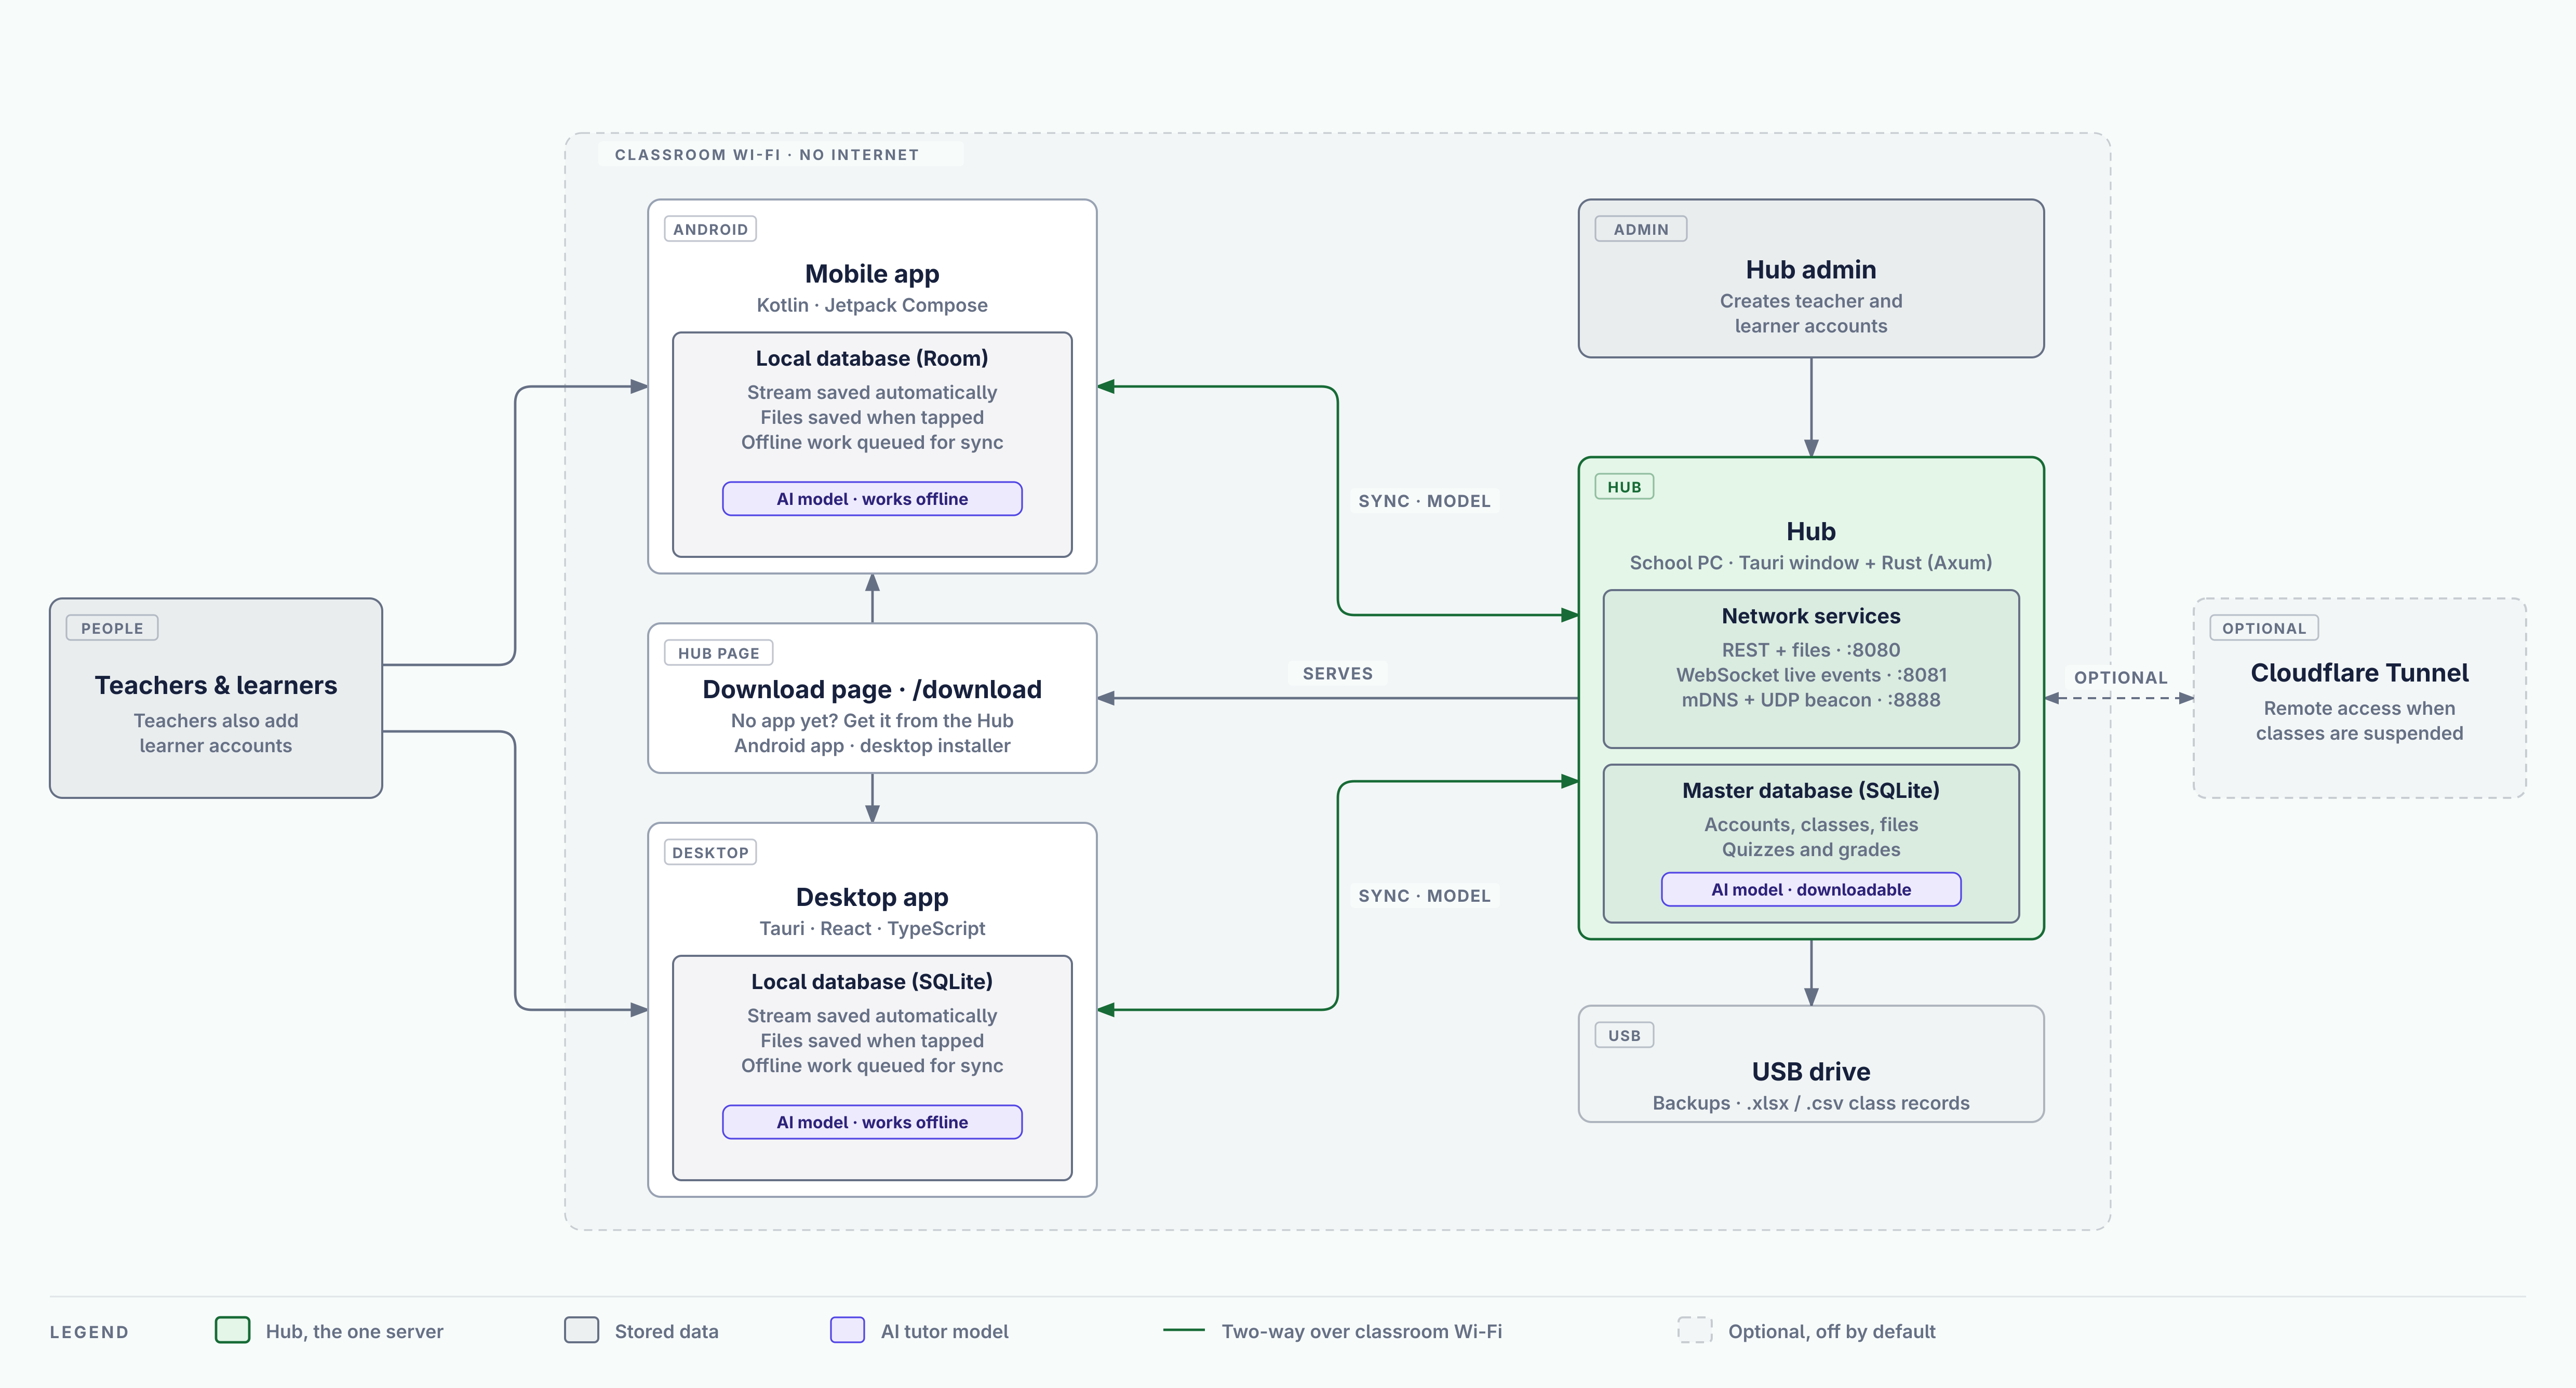 CLASSROOM WI-FI · NO INTERNET
ANDROID
Mobile app
Kotlin · Jetpack Compose
Local database (Room)
Stream saved automatically
Files saved when tapped
Offline work queued for sync
AI model · works offline
ADMIN
Hub admin
Creates teacher and
learner accounts
SYNC · MODEL
HUB
Hub
School PC · Tauri window + Rust (Axum)
Network services
REST + files · :8080
WebSocket live events · :8081
mDNS + UDP beacon · :8888
Master database (SQLite)
Accounts, classes, files
Quizzes and grades
AI model · downloadable
PEOPLE
Teachers & learners
Teachers also add
learner accounts
HUB PAGE
Download page · /download
No app yet? Get it from the Hub
Android app · desktop installer
SERVES
OPTIONAL
OPTIONAL
Cloudflare Tunnel
Remote access when
classes are suspended
DESKTOP
Desktop app
Tauri · React · TypeScript
Local database (SQLite)
Stream saved automatically
Files saved when tapped
Offline work queued for sync
AI model · works offline
SYNC · MODEL
USB
USB drive
Backups · .xlsx / .csv class records
LEGEND
Hub, the one server
Stored data
AI tutor model
Two-way over classroom Wi-Fi
Optional, off by default